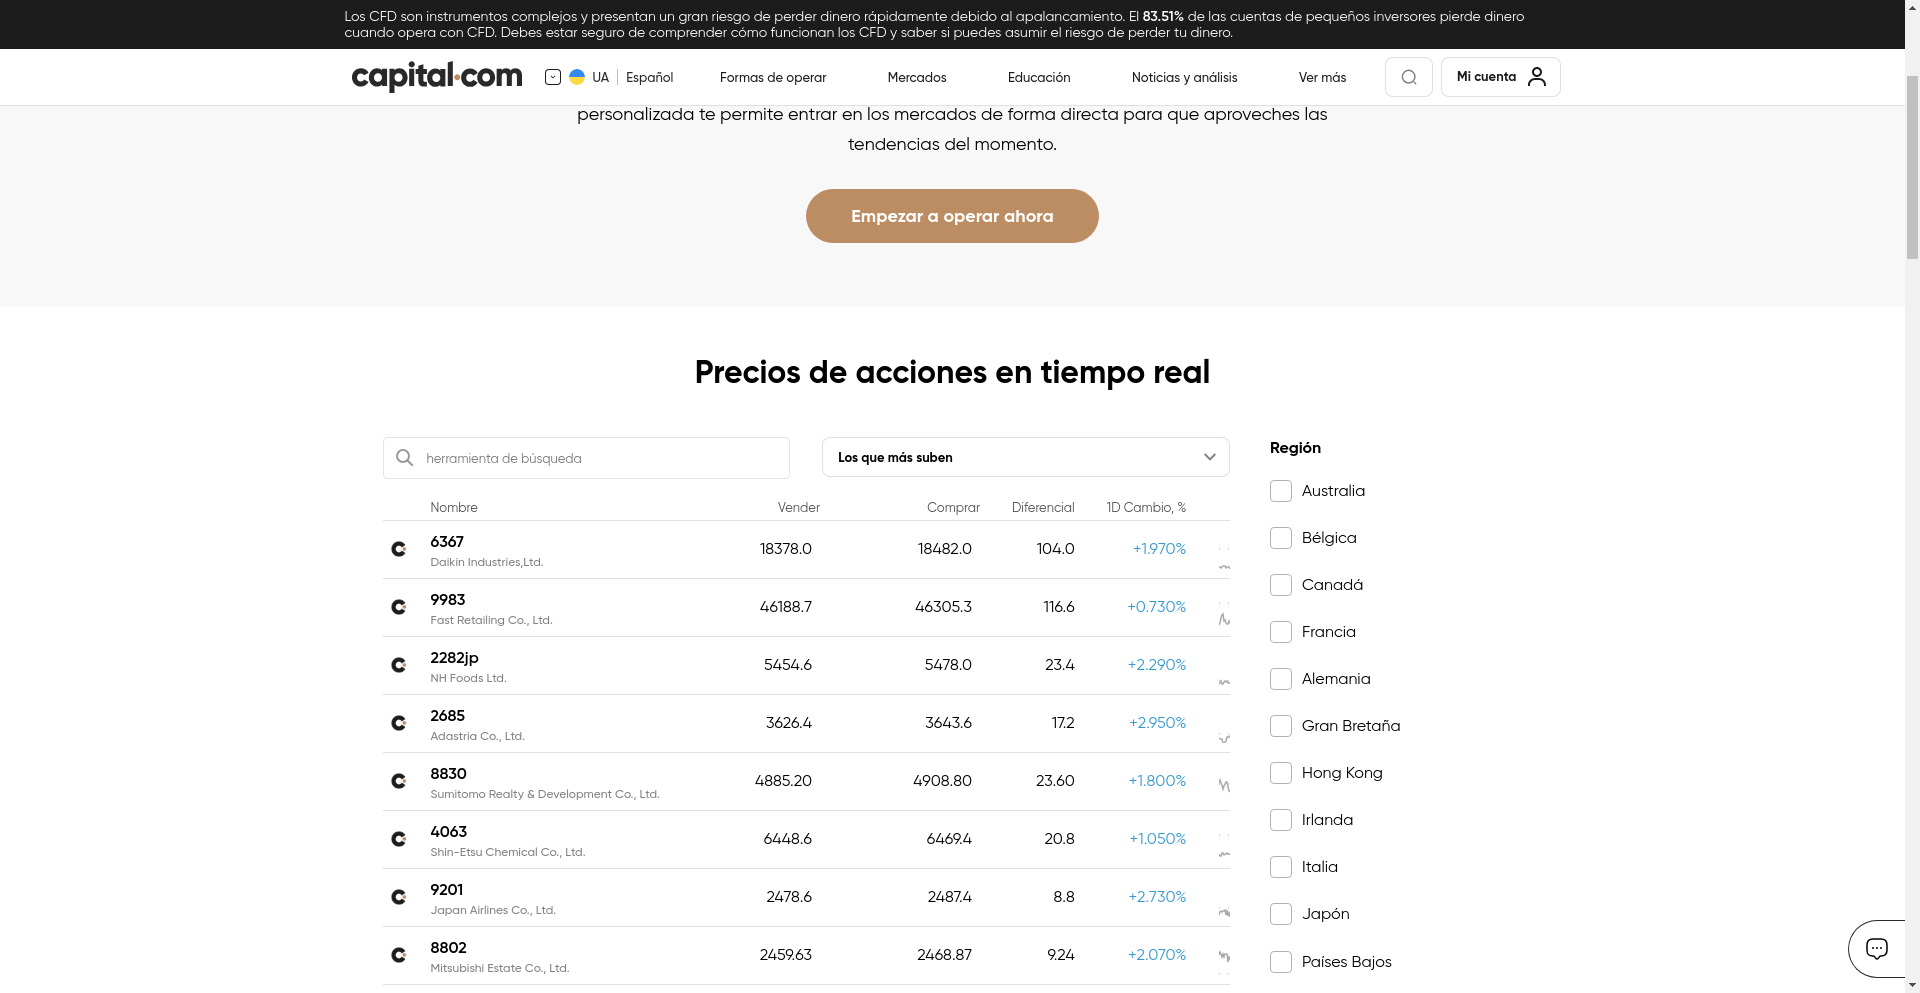 Los CFD son instrumentos complejos y presentan un gran riesgo de perder dinero rápidamente debido al apalancamiento. El 83.51% de las cuentas de pequeños inversores pierde dinero
cuando opera con CFD. Debes estar seguro de comprender cómo funcionan los CFD y saber si puedes asumir el riesgo de perder tu dinero.
capital.com UA Español Formas de operar Mercados Educación Noticias y análisis Ver más Mi cuenta
personalizada te permite entrar en los mercados de forma directa para que aproveches las
tendencias del momento.
Empezar a operar ahora
Precios de acciones en tiempo real
herramienta de búsqueda
Los que más suben
Nombre Vender Comprar Diferencial 1D Cambio, %
6367 18378.0 18482.0 104.0 +1.970%
Daikin Industries,Ltd.
9983 46188.7 46305.3 116.6 +0.730%
Fast Retailing Co., Ltd.
2282jp 5454.6 5478.0 23.4 +2.290%
NH Foods Ltd.
2685 3626.4 3643.6 17.2 +2.950%
Adastria Co., Ltd.
8830 4885.20 4908.80 23.60 +1.800%
Sumitomo Realty & Development Co., Ltd.
4063 6448.6 6469.4 20.8 +1.050%
Shin-Etsu Chemical Co., Ltd.
9201 2478.6 2487.4 8.8 +2.730%
Japan Airlines Co., Ltd.
8802 2459.63 2468.87 9.24 +2.070%
Mitsubishi Estate Co., Ltd.
Región
Australia
Bélgica
Canadá
Francia
Alemania
Gran Bretaña
Hong Kong
Irlanda
Italia
Japón
Países Bajos